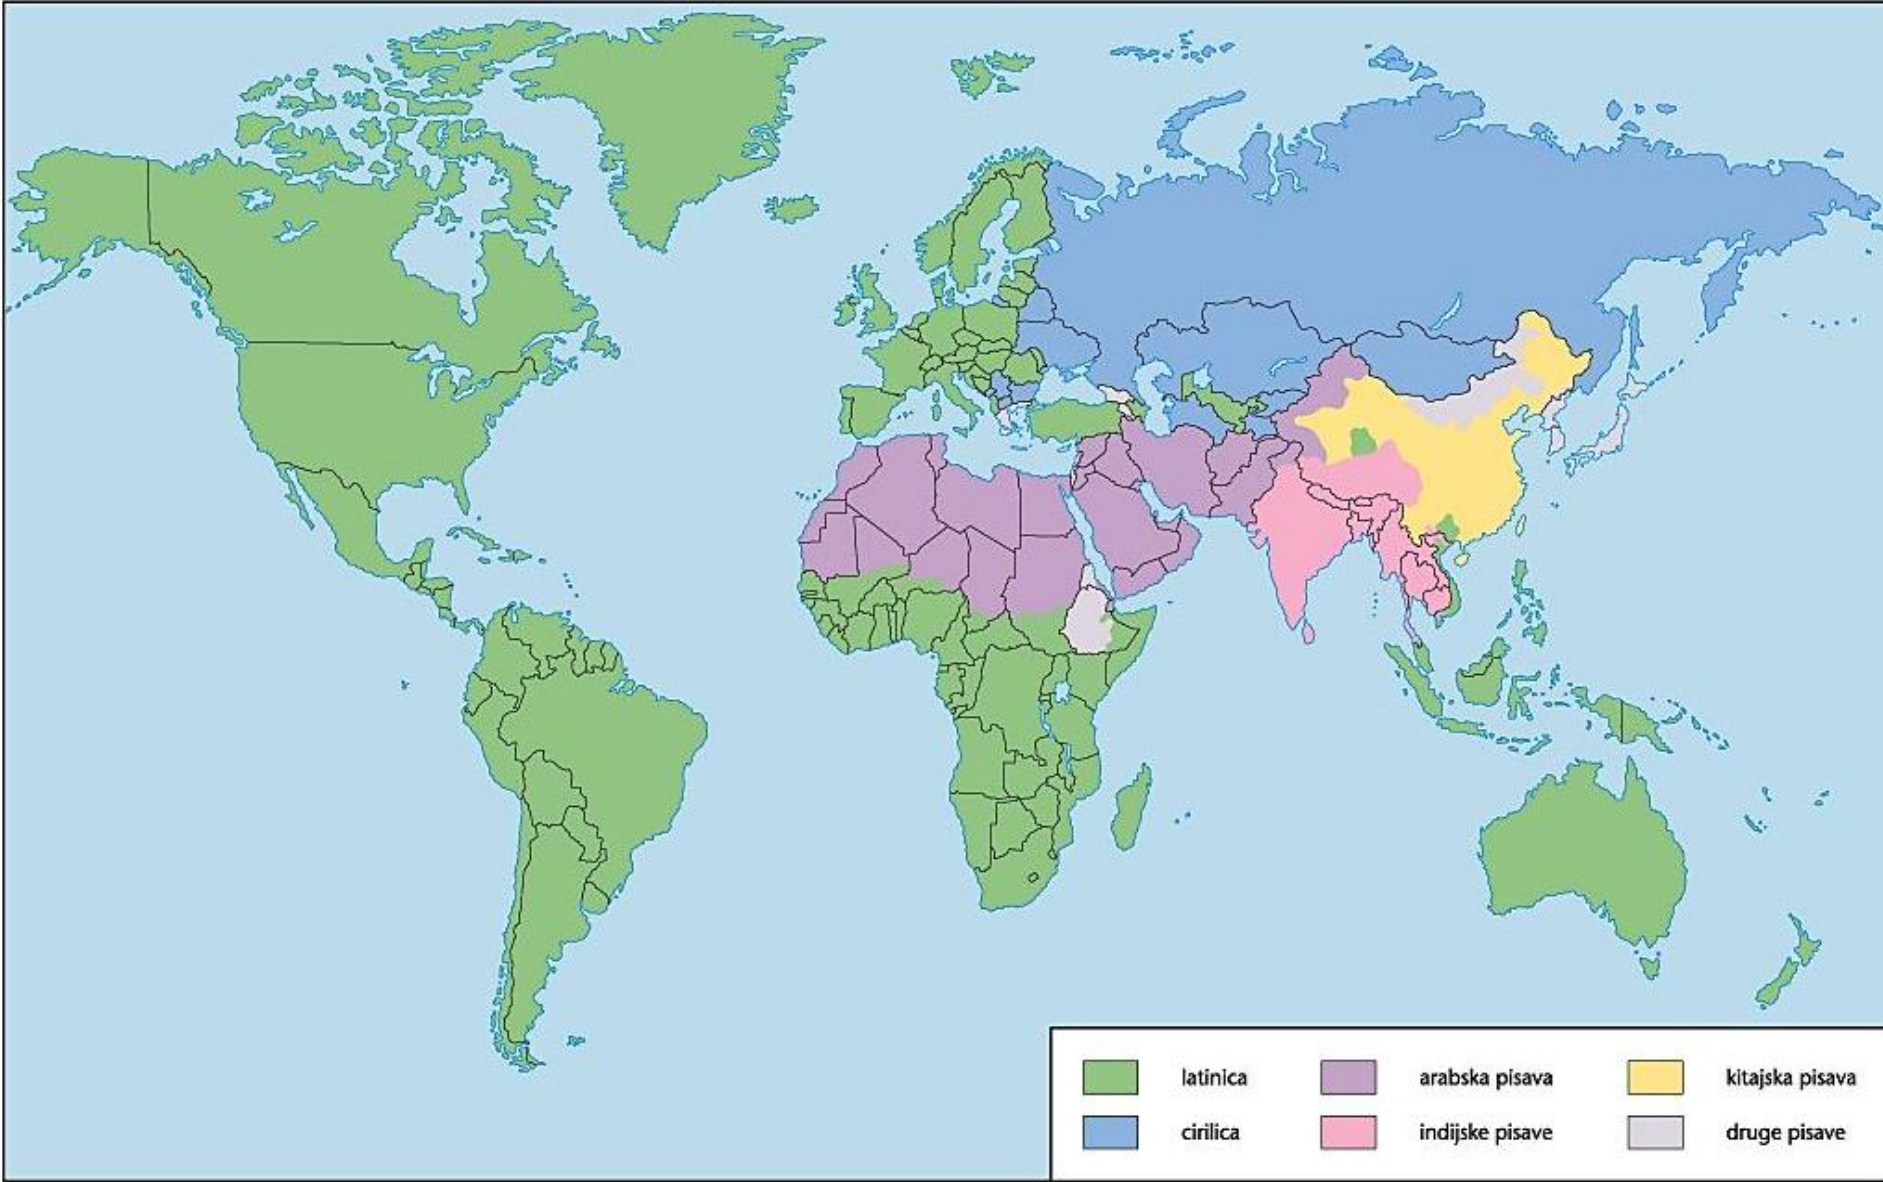 latinica
arabska pisava
kitajska pisava
cirilica
indijske pisave
druge pisave